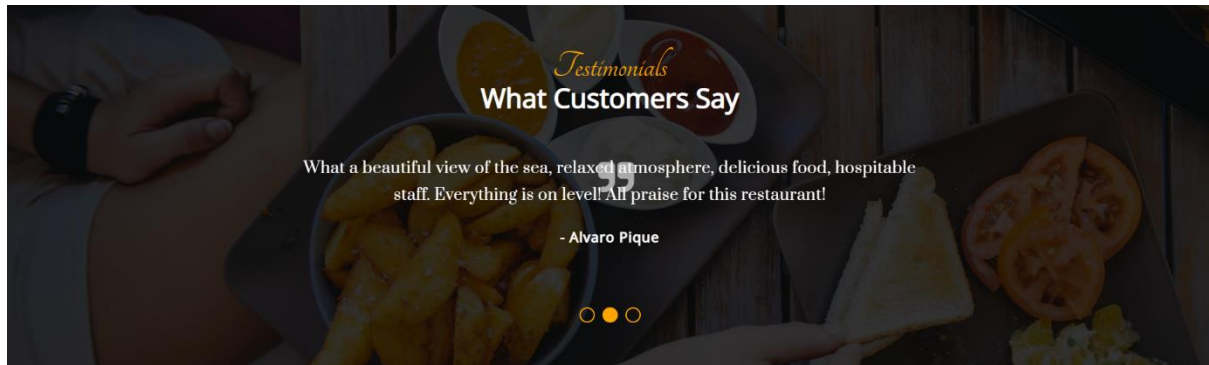 Testimonials
What Customers Say
What a beautiful view of the sea, relaxed atmosphere, delicious food, hospitable
staff. Everything is on level! All praise for this restaurant!
- Alvaro Pique